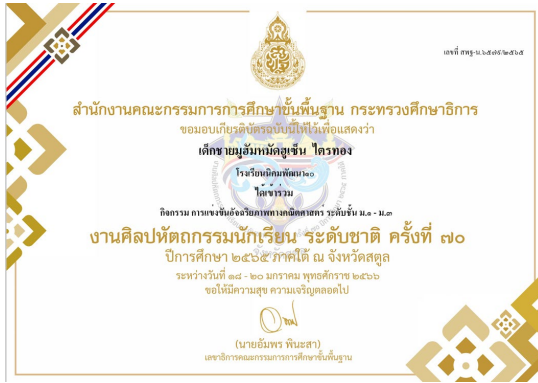 เลขที่ สพฐ-น.๖๕๗๙/๒๕๖๕
สำนักงานคณะกรรมการการศึกษาขั้นพื้นฐาน กระทรวงศึกษาธิการ
ขอมอบเกียรติบัตรฉบับนี้ให้ไว้เพื่อแสดงว่า
เด็กชายมูฮัมหมัดฮูเซ็น ไตรทอง
โรงเรียนนิคมพัฒนา๑๐
ได้เข้าร่วม
กิจกรรม การแข่งขันอัจฉริยภาพทางคณิตศาสตร์ ระดับชั้น ม.๑ - ม.๓
งานศิลปหัตถกรรมนักเรียน ระดับชาติ ครั้งที่ ๗๐
ปีการศึกษา ๒๕๖๕ ภาคใต้ ณ จังหวัดสตูล
ระหว่างวันที่ ๑๘ - ๒๐ มกราคม พุทธศักราช ๒๕๖๖
ขอให้มีความสุข ความเจริญตลอดไป
(นายอัมพร พินะสา)
เลขาธิการคณะกรรมการการศึกษาขั้นพื้นฐาน